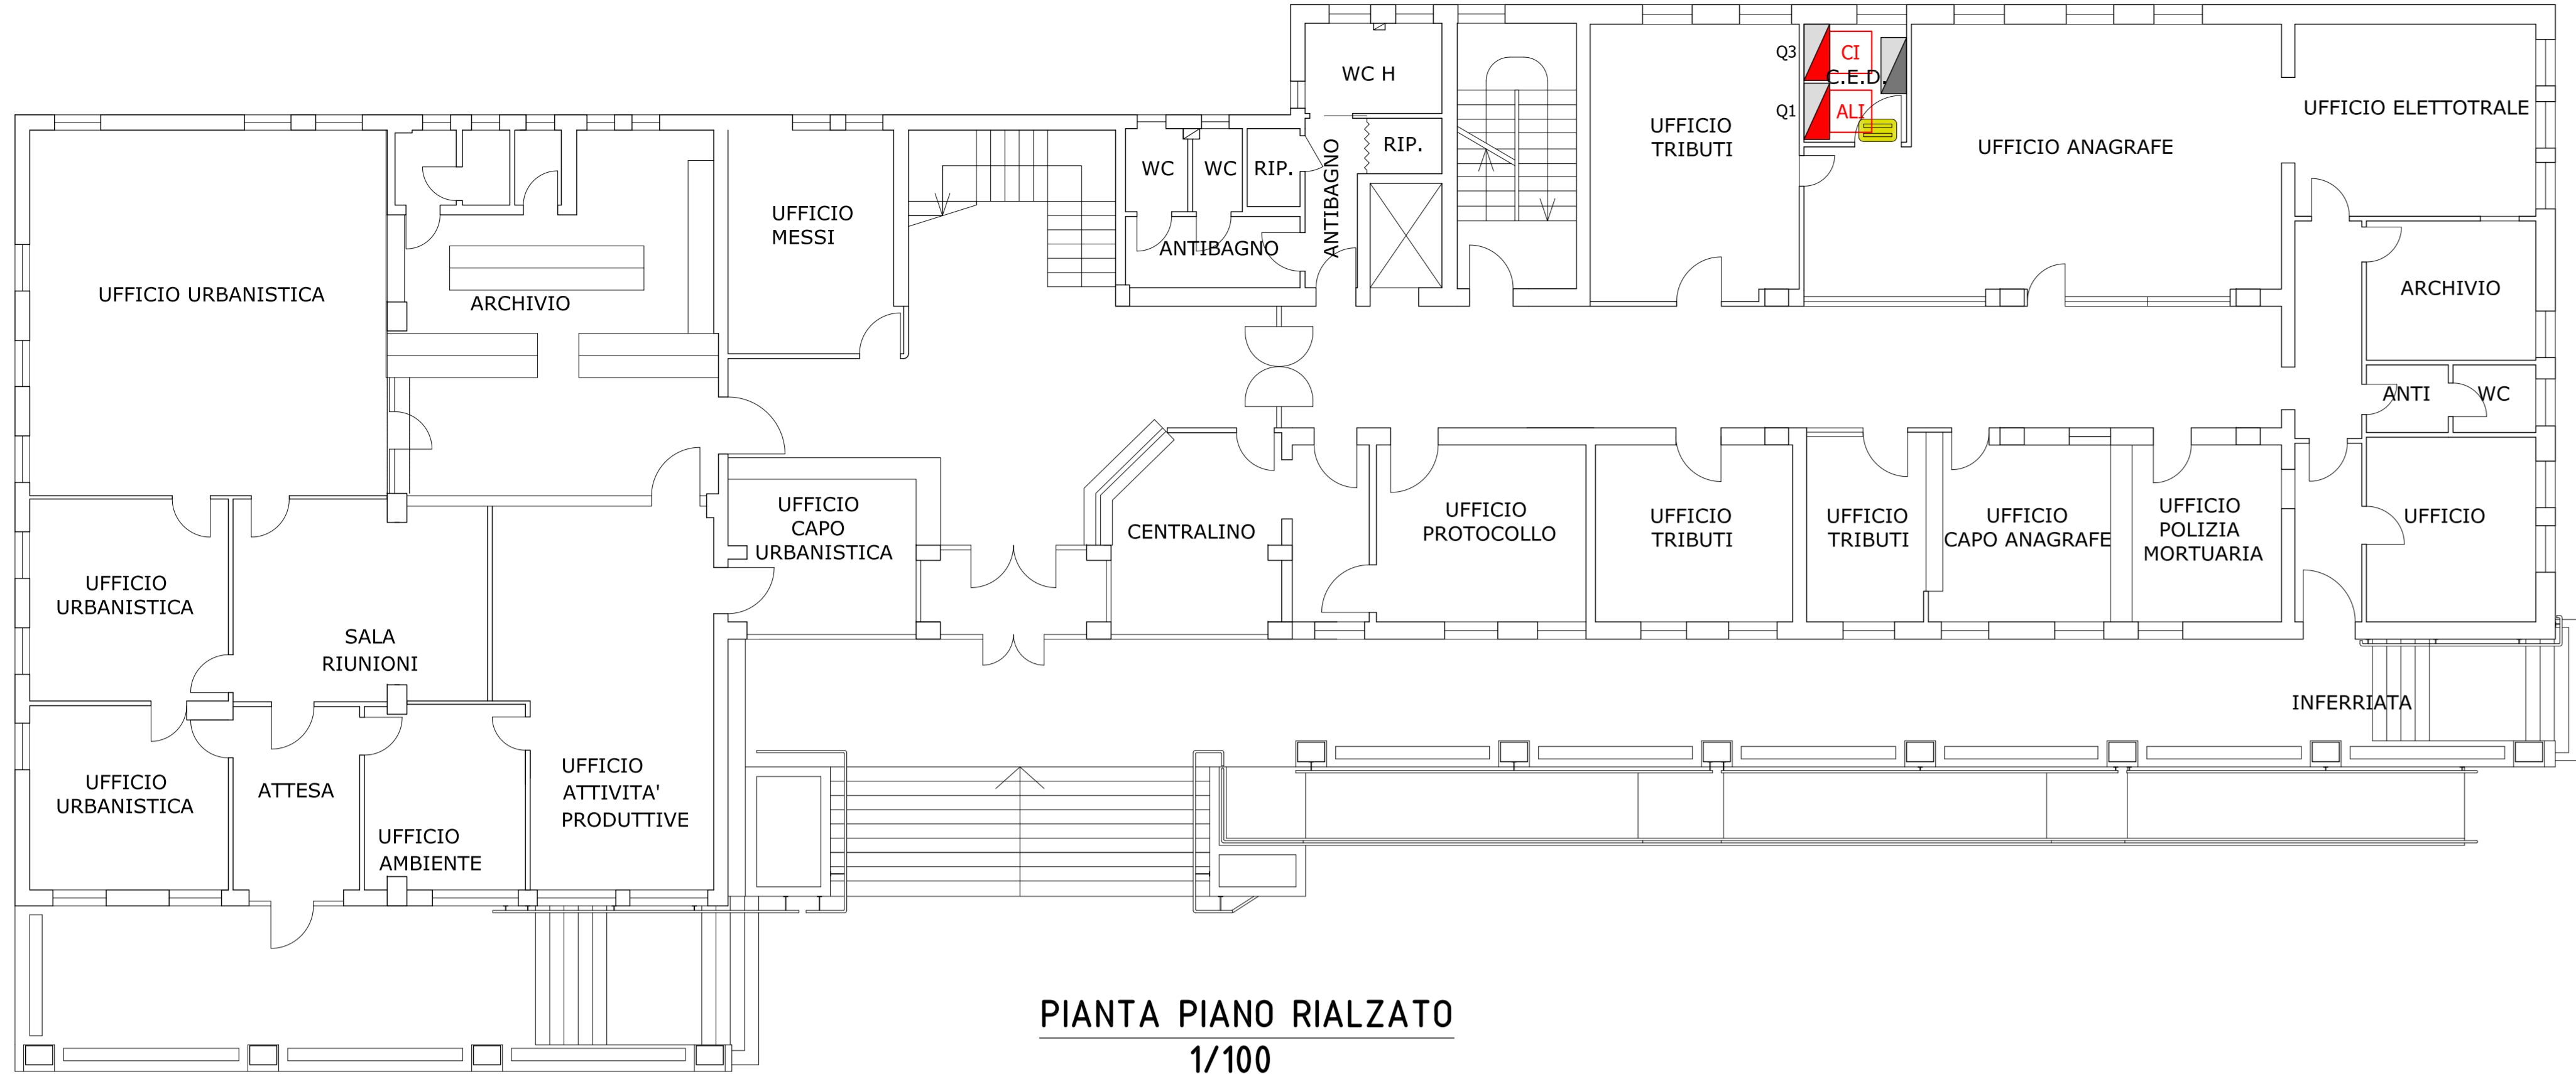 Q3
CI
C.E.D.
Q1
ALI
WC H
UFFICIO
TRIBUTI
RIP.
UFFICIO ANAGRAFE
UFFICIO ELETTOTRALE
WC
WC
RIP.
ANTIBAGNO
ANTIBAGNO
UFFICIO
MESSI
UFFICIO URBANISTICA
ARCHIVIO
ARCHIVIO
ANTI
WC
UFFICIO
CAPO
URBANISTICA
CENTRALINO
UFFICIO
PROTOCOLLO
UFFICIO
TRIBUTI
UFFICIO
TRIBUTI
UFFICIO
CAPO ANAGRAFE
UFFICIO
POLIZIA
MORTUARIA
UFFICIO
UFFICIO
URBANISTICA
SALA
RIUNIONI
INFERRIATA
UFFICIO
URBANISTICA
ATTESA
UFFICIO
AMBIENTE
UFFICIO
ATTIVITA'
PRODUTTIVE
PIANTA PIANO RIALZATO
1/100